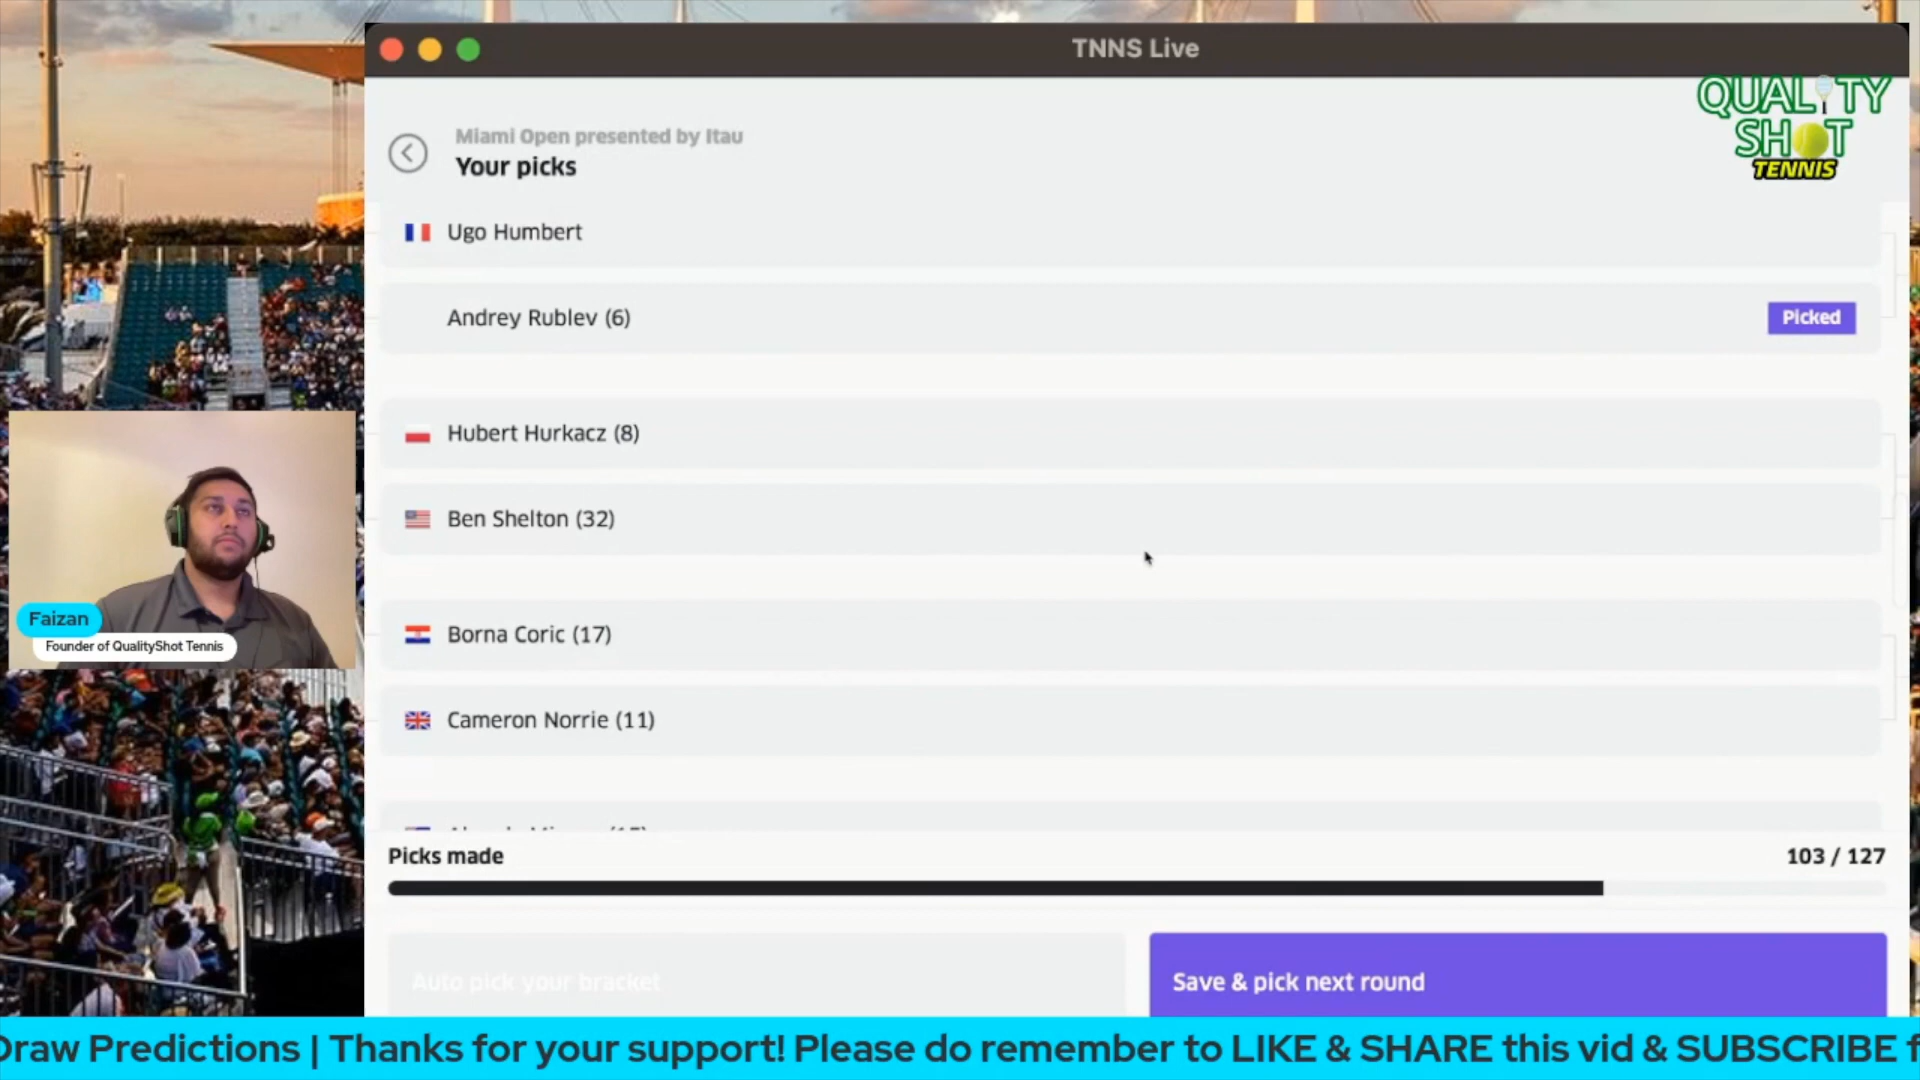 TNNS Live
QUALITY
SHOT
TENNIS
Miami Open presented by Itau
Your picks
Ugo Humbert
Andrey Rublev (6)
Picked
Hubert Hurkacz (8)
Ben Shelton (32)
Borna Coric (17)
Cameron Norrie (11)
Picks made
103 / 127
Auto pick your bracket
Save & pick next round
Faizan
Founder of QualityShot Tennis
Draw Predictions | Thanks for your support! Please do remember to LIKE & SHARE this vid & SUBSCRIBE f